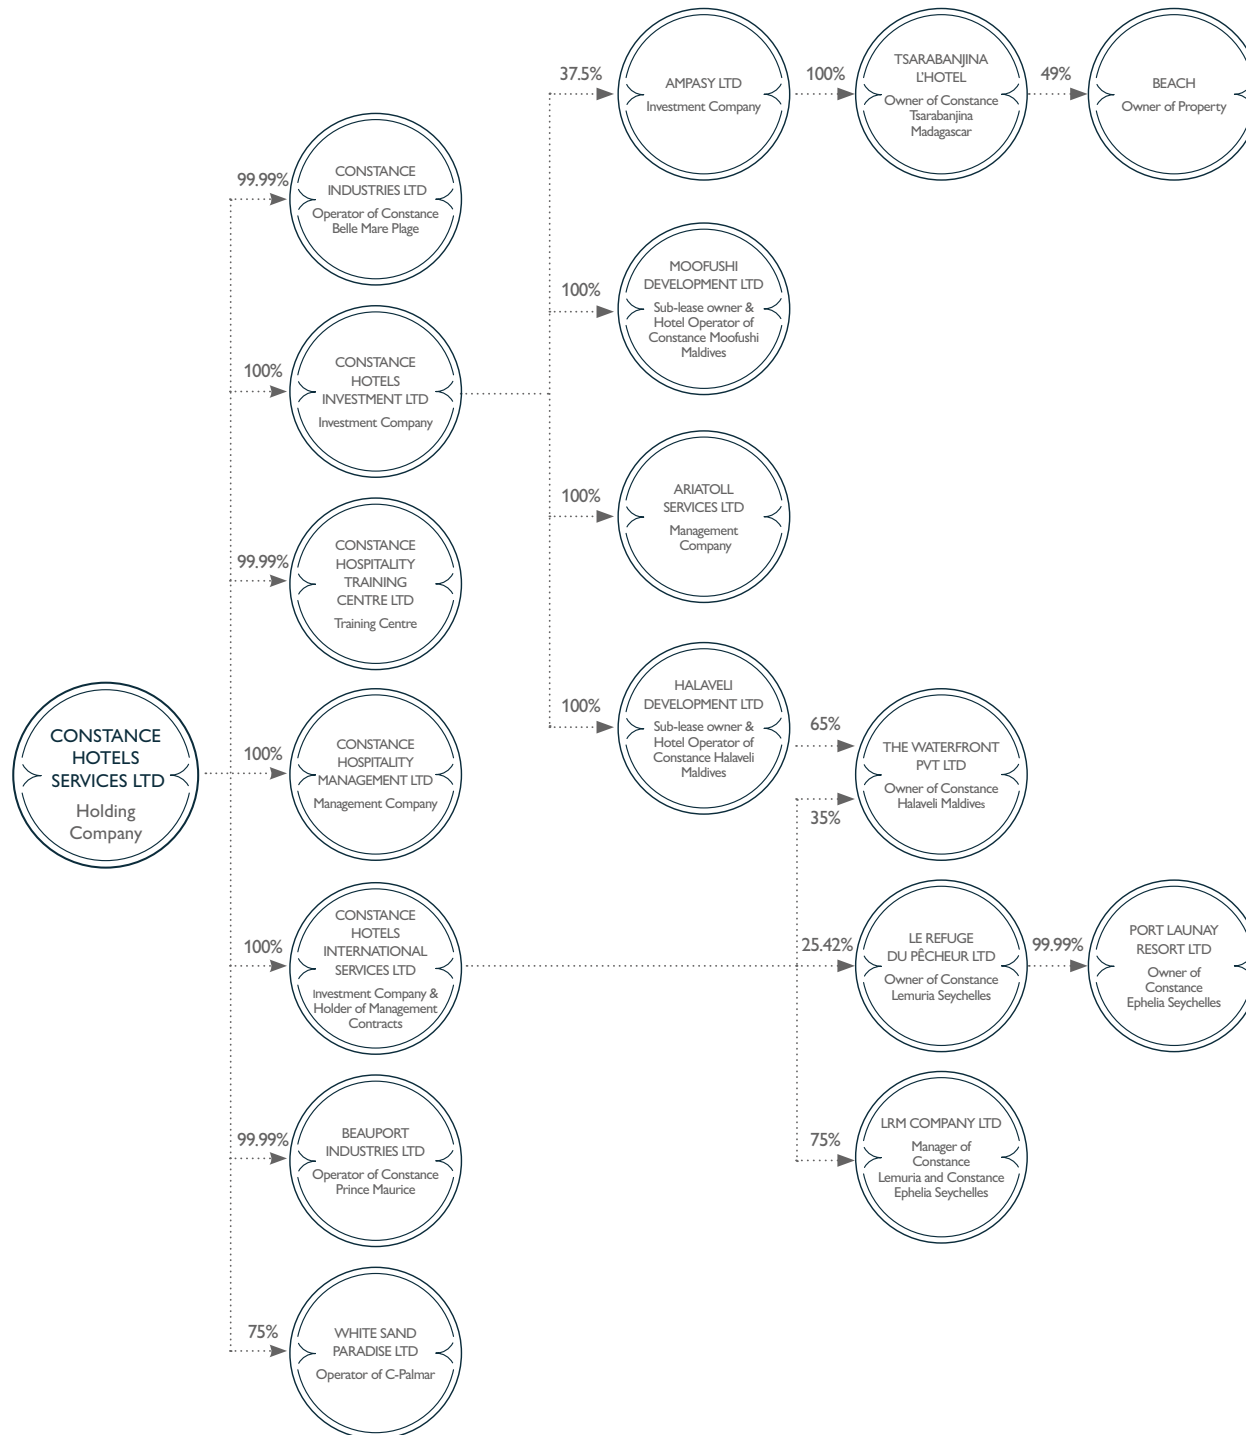 CONSTANCE
HOTELS
SERVICES LTD
Holding
Company
99.99%
CONSTANCE
INDUSTRIES LTD
Operator of Constance
Belle Mare Plage
100%
CONSTANCE
HOTELS
INVESTMENT LTD
Investment Company
99.99%
CONSTANCE
HOSPITALITY
TRAINING
CENTRE LTD
Training Centre
100%
CONSTANCE
HOSPITALITY
MANAGEMENT LTD
Management Company
100%
CONSTANCE
HOTELS
INTERNATIONAL
SERVICES LTD
Investment Company &
Holder of Management
Contracts
99.99%
BEAUPORT
INDUSTRIES LTD
Operator of Constance
Prince Maurice
75%
WHITE SAND
PARADISE LTD
Operator of C-Palmar
37.5%
AMPASY LTD
Investment Company
100%
TSARABANJINA
L'HOTEL
Owner of Constance
Tsarabanjina
Madagascar
49%
BEACH
Owner of Property
100%
MOOFUSHI
DEVELOPMENT LTD
Sub-lease owner &
Hotel Operator of
Constance Moofushi
Maldives
100%
ARIATOLL
SERVICES LTD
Management
Company
100%
HALAVELI
DEVELOPMENT LTD
Sub-lease owner &
Hotel Operator of
Constance Halaveli
Maldives
65%
35%
THE WATERFRONT
PVT LTD
Owner of Constance
Halaveli Maldives
25.42%
LE REFUGE
DU PÊCHEUR LTD
Owner of Constance
Lemuria Seychelles
99.99%
PORT LAUNAY
RESORT LTD
Owner of
Constance
Ephelia Seychelles
75%
LRM COMPANY LTD
Manager of
Constance
Lemuria and Constance
Ephelia Seychelles